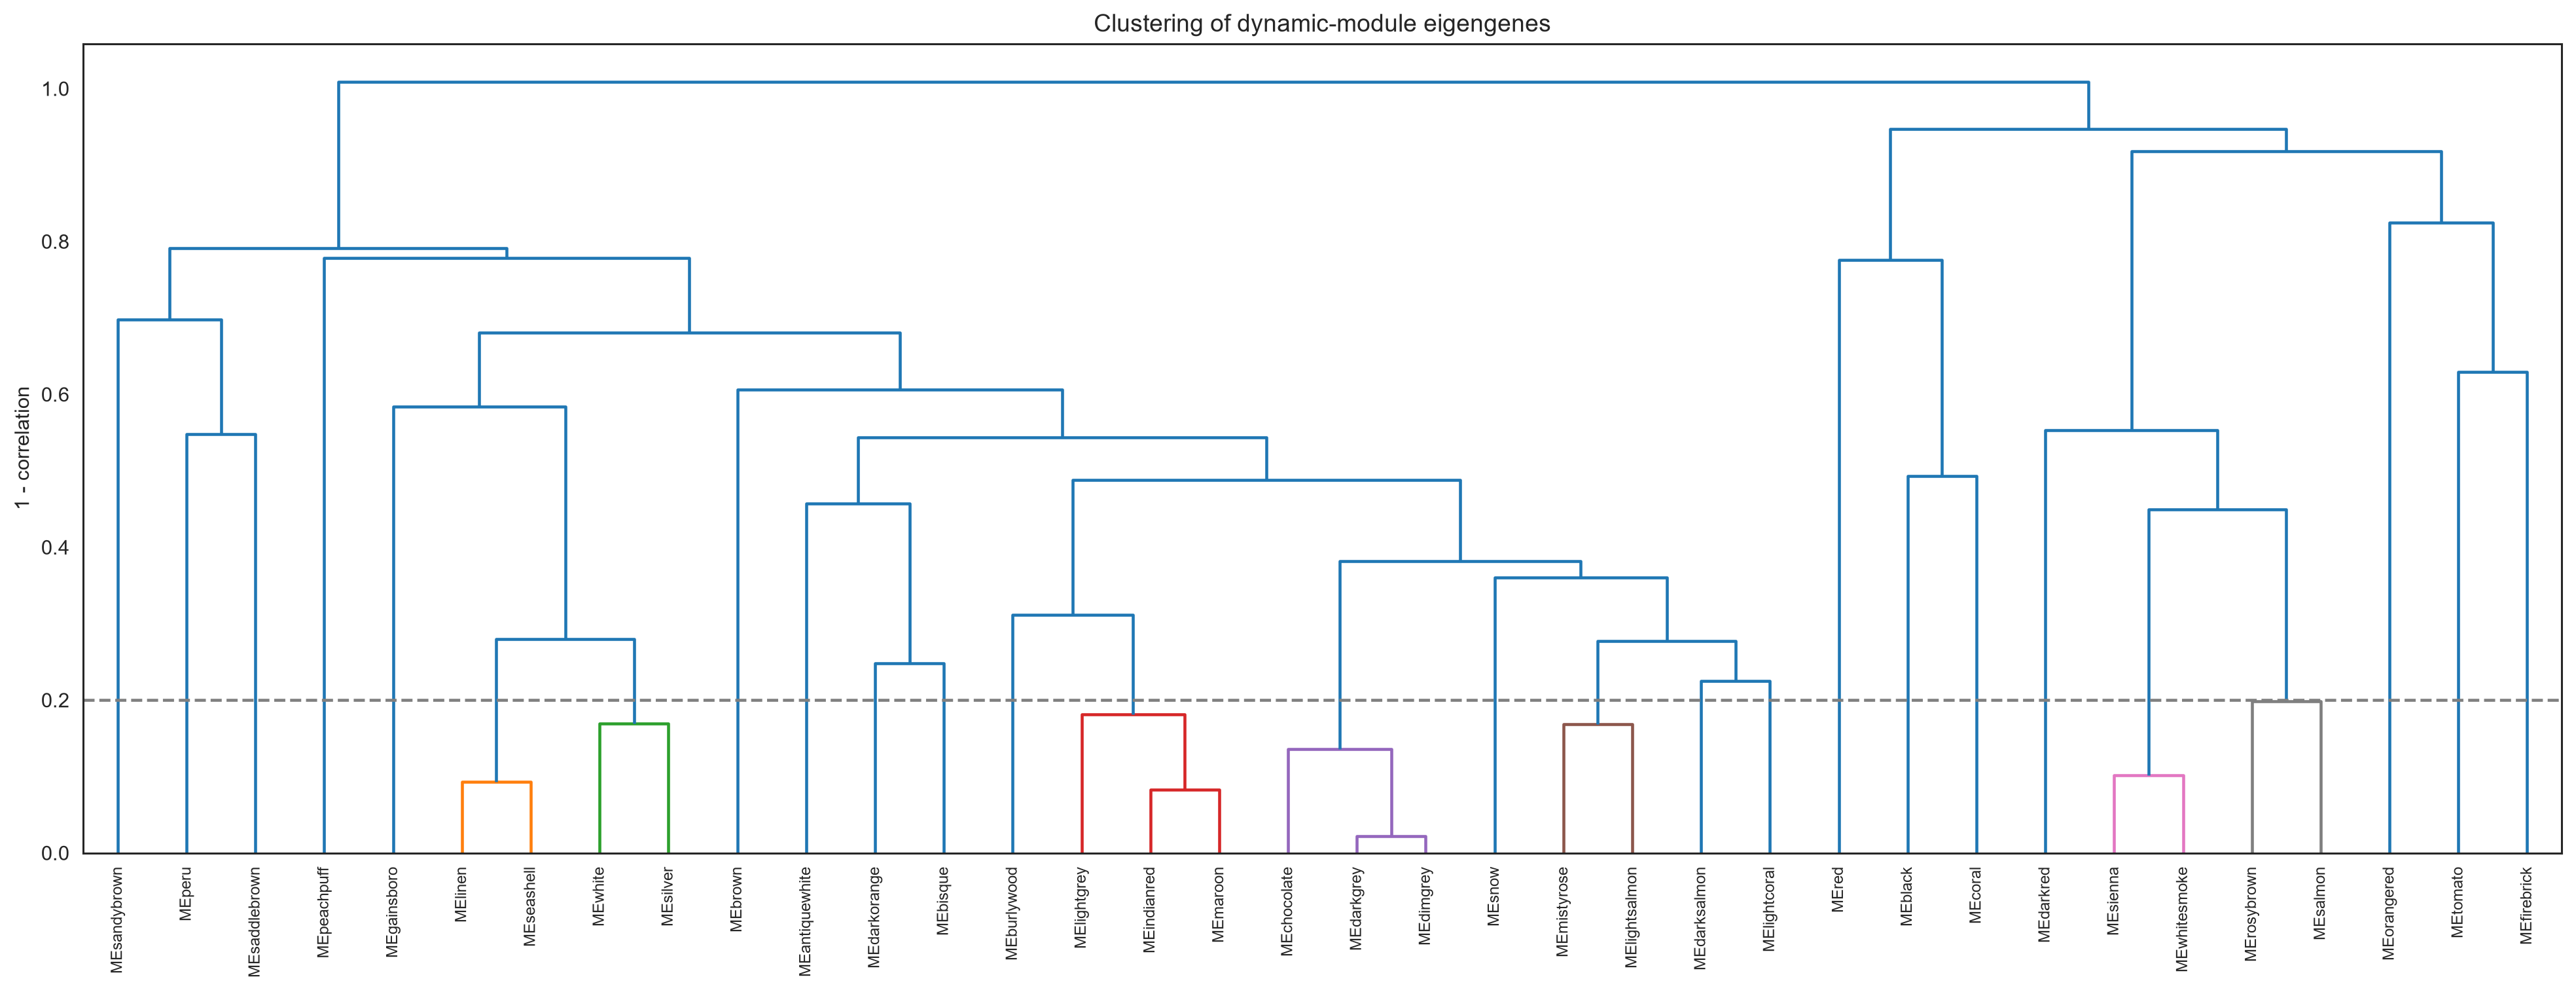 Clustering of dynamic-module eigengenes
1 - correlation
1.0
0.8
0.6
0.4
0.2
0.0
MEsandybrown
MEperu
MEsaddlebrown
MEpeachpuff
MEgainsboro
MElinen
MEseashell
MEwhite
MEsilver
MEbrown
MEantiquewhite
MEdarkorange
MEbisque
MEburlywood
MElightgrey
MEindianred
MEmaroon
MEchocolate
MEdarkgrey
MEdimgrey
MEsnow
MEmistyrose
MElightsalmon
MEdarksalmon
MElightcoral
MEred
MEblack
MEcoral
MEdarkred
MEsienna
MEwhitesmoke
MErosybrown
MEsalmon
MEorangered
MEtomato
MEfirebrick